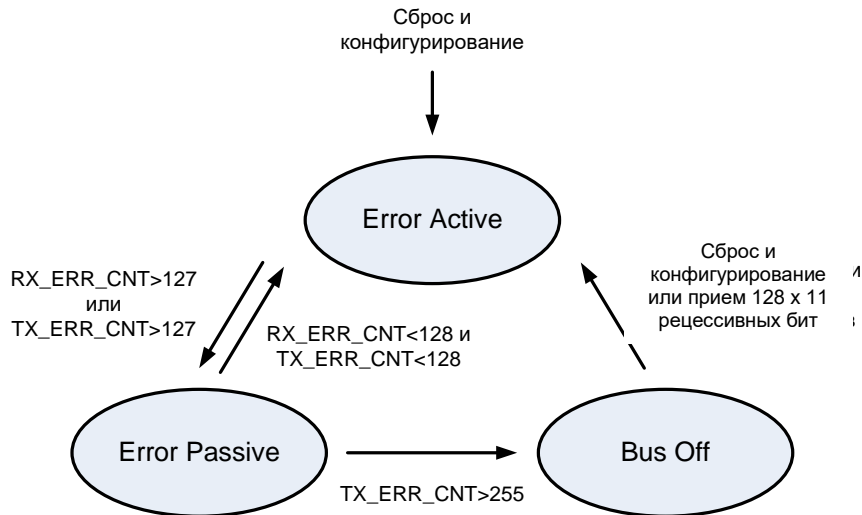 Сброс и
конфигурирование
Error Active
RX_ERR_CNT>127
или
TX_ERR_CNT>127
RX_ERR_CNT<128 и
TX_ERR_CNT<128
Сброс и
конфигурирование
или прием 128 x 11
рецессивных бит
Error Passive
Bus Off
TX_ERR_CNT>255